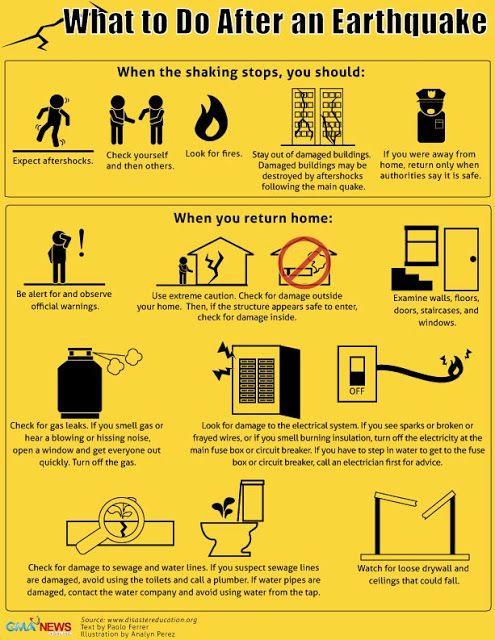 What to Do After an Earthquake
When the shaking stops, you should:
Expect aftershocks.
Check yourself
and then others.
Look for fires.
Stay out of damaged buildings.
Damaged buildings may be
destroyed by aftershocks
following the main quake.
If you were away from
home, return only when
authorities say it is safe.
When you return home:
!
Be alert for and observe
official warnings.
Use extreme caution. Check for damage outside
your home. Then, if the structure appears safe to enter,
check for damage inside.
Examine walls, floors,
doors, staircases, and
windows.
OFF
Check for gas leaks. If you smell gas or
hear a blowing or hissing noise,
open a window and get everyone out
quickly. Turn off the gas.
Look for damage to the electrical system. If you see sparks or broken or
frayed wires, or if you smell burning insulation, turn off the electricity at the
main fuse box or circuit breaker. If you have to step in water to get to the fuse
box or circuit breaker, call an electrician first for advice.
Check for damage to sewage and water lines. If you suspect sewage lines
are damaged, avoid using the toilets and call a plumber. If water pipes are
damaged, contact the water company and avoid using water from the tap.
Watch for loose drywall and
ceilings that could fall.
GMA NEWS
Source: www.disastereducation.org
Text by Paolo Ferrer
Illustration by Analyn Perez